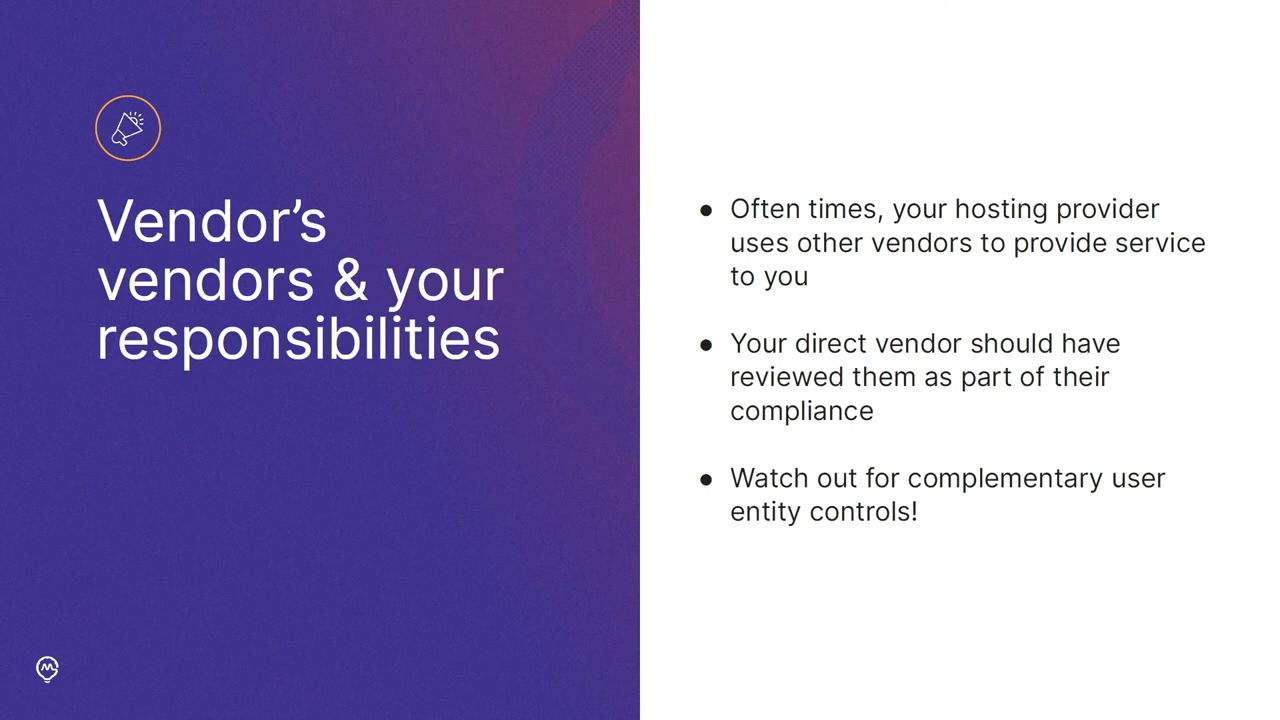 Vendor’s
vendors & your
responsibilities
● Often times, your hosting provider
uses other vendors to provide service
to you
● Your direct vendor should have
reviewed them as part of their
compliance
● Watch out for complementary user
entity controls!